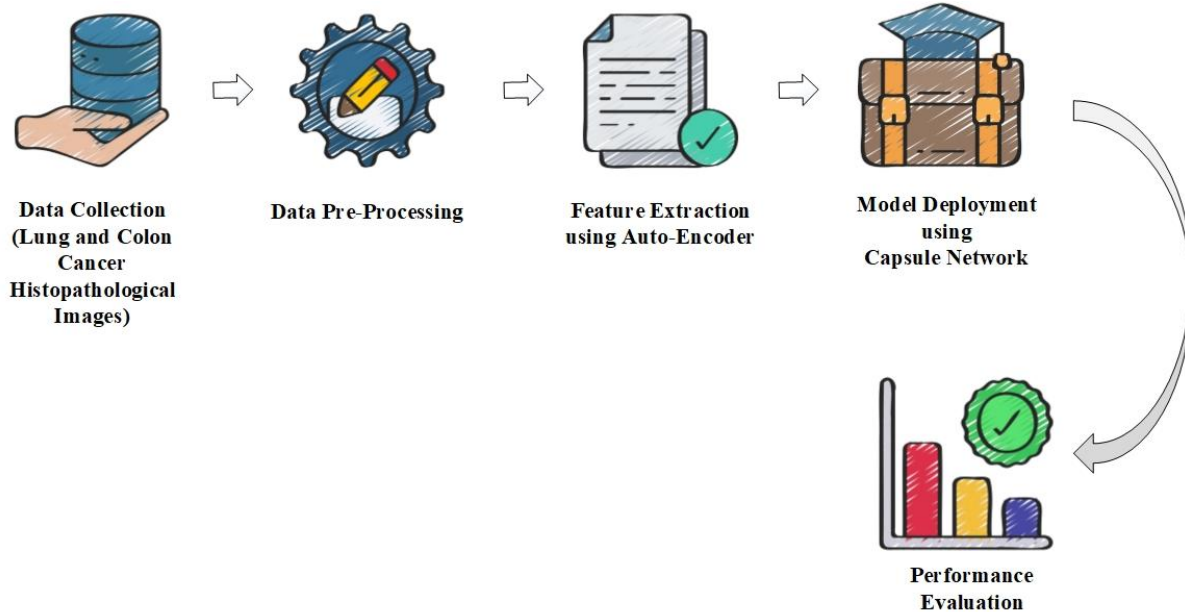 Data Collection
(Lung and Colon
Cancer
Histopathological
Images)
Data Pre-Processing
Feature Extraction
using Auto-Encoder
Model Deployment
using
Capsule Network
Performance
Evaluation